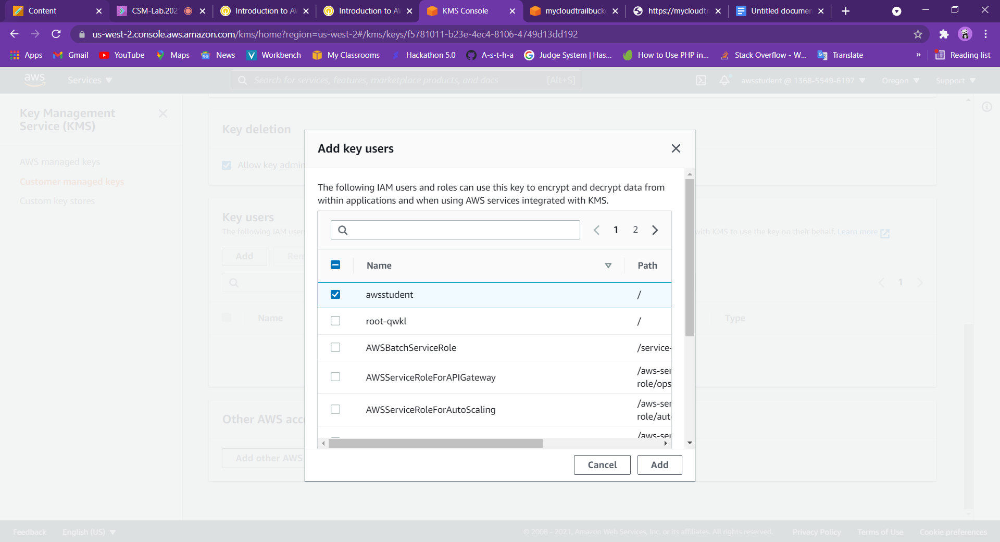 Content
CSM-Lab.202
Introduction to AW
Introduction to AW
KMS Console
mycloudtrailbucke
https://mycloudtr
Untitled documen
us-west-2.console.aws.amazon.com/kms/home?region=us-west-2#/kms/keys/f5781011-b23e-4ec4-8106-4749d13dd192
Apps
Gmail
YouTube
Maps
News
Workbench
My Classrooms
Hackathon 5.0
A-s-t-h-a
Judge System | Has...
How to Use PHP in...
Stack Overflow - W...
Translate
»
Reading list
aws
Services
Search for services, features, marketplace products, and docs
[Alt+S]
awsstudent @ 1368-5549-6197
Oregon
Support
Key Management
Service (KMS)
AWS managed keys
Customer managed keys
Custom key stores
Key deletion
Allow key admin
Key users
The following IAM users
with KMS to use the key on their behalf. Learn more
Add
Rem
1
Name
Type
Other AWS acco
Add other AWS
Add key users
The following IAM users and roles can use this key to encrypt and decrypt data from
within applications and when using AWS services integrated with KMS.
1 2
Name
Path
awsstudent
/
root-qwkl
/
AWSBatchServiceRole
/service-
AWSServiceRoleForAPIGateway
/aws-ser
role/ops
AWSServiceRoleForAutoScaling
/aws-ser
role/auto
/aws-ser
Cancel
Add
Feedback
English (US)
© 2008 - 2021, Amazon Web Services, Inc. or its affiliates. All rights reserved.
Privacy Policy
Terms of Use
Cookie preferences